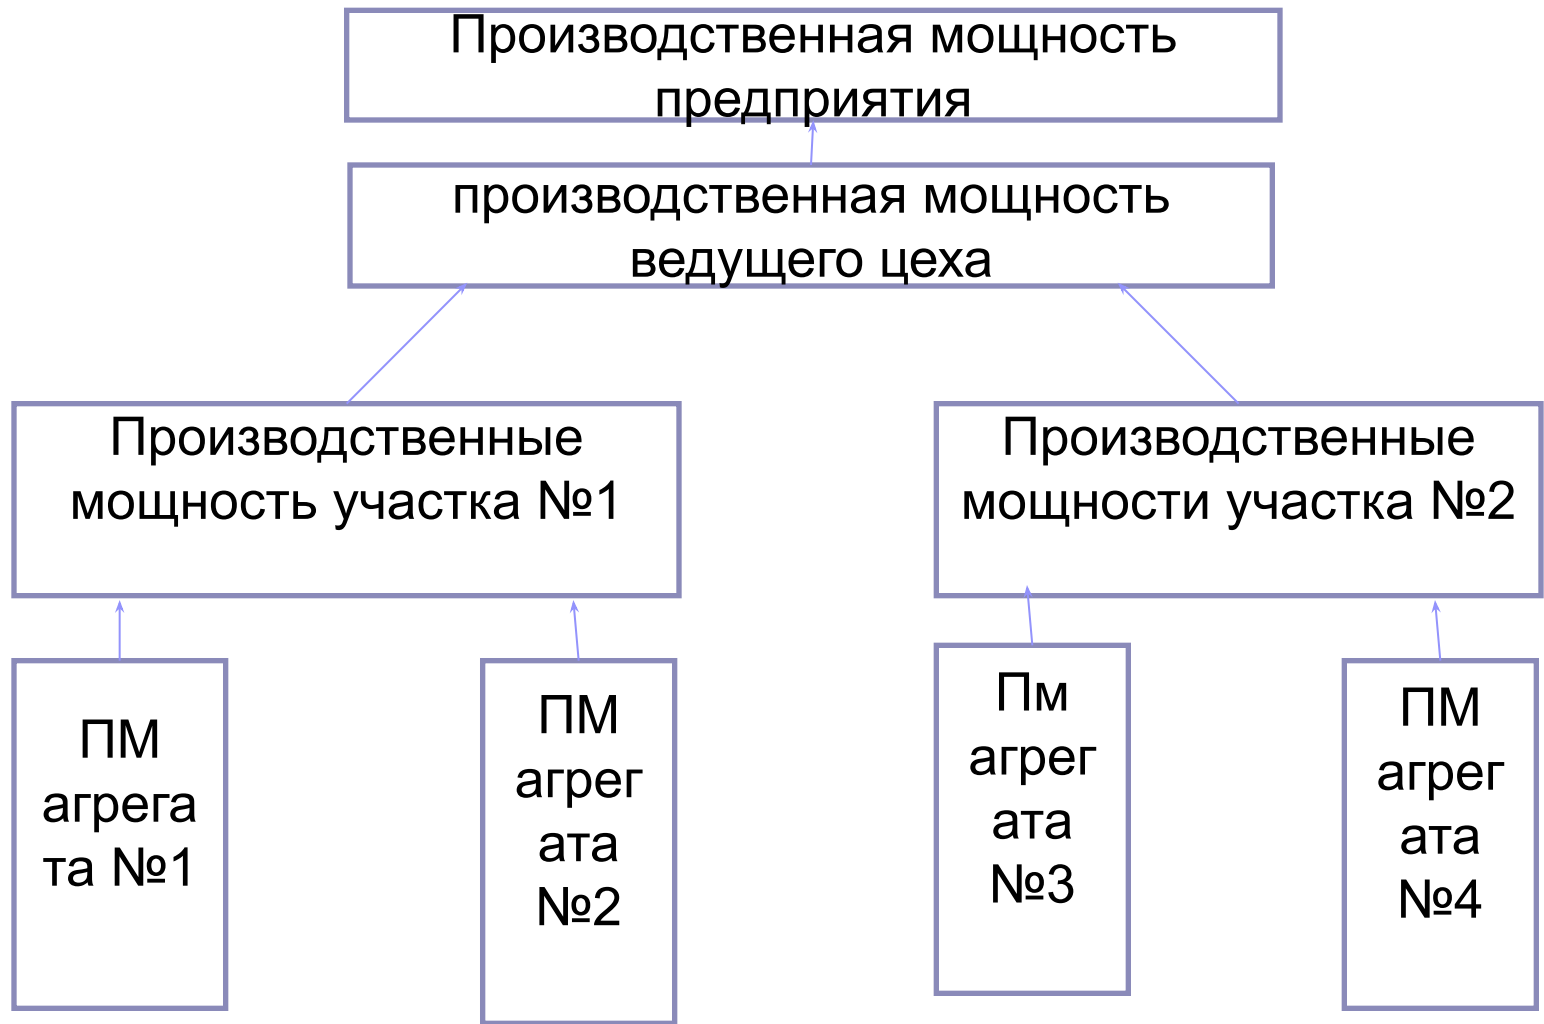 Производственная мощность
предприятия
производственная мощность
ведущего цеха
Производственные
мощность участка №1
Производственные
мощности участка №2
ПМ
агрега
та №1
ПМ
агрег
ата
№2
Пм
агрег
ата
№3
ПМ
агрег
ата
№4